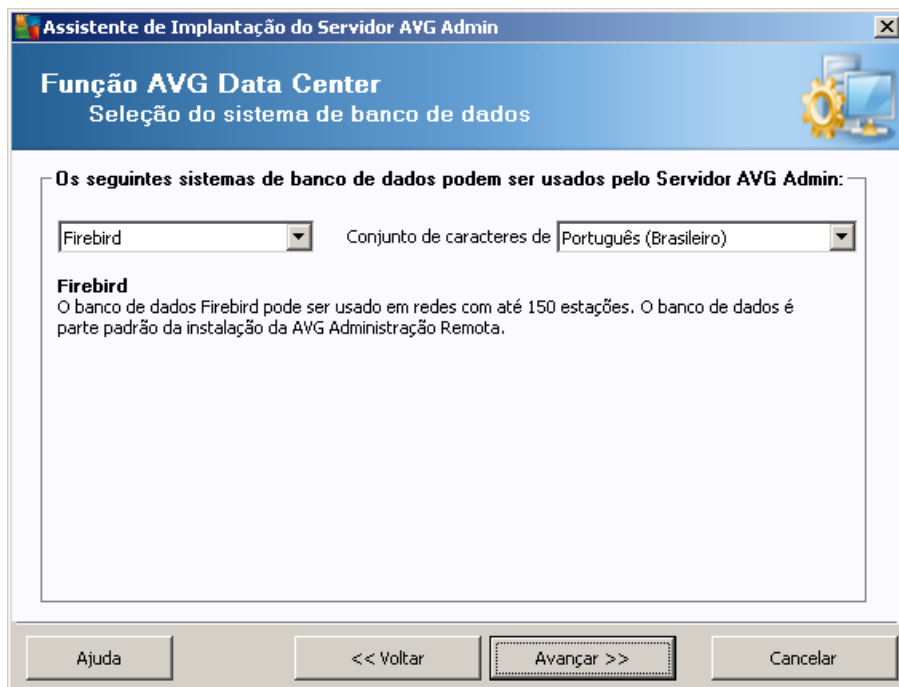 Assistente de Implantação do Servidor AVG Admin
Função AVG Data Center
Seleção do sistema de banco de dados
Os seguintes sistemas de banco de dados podem ser usados pelo Servidor AVG Admin:
Firebird
Conjunto de caracteres de Português (Brasileiro)
Firebird
O banco de dados Firebird pode ser usado em redes com até 150 estações. O banco de dados é
parte padrão da instalação da AVG Administração Remota.
Ajuda
<< Voltar
Avançar >>
Cancelar